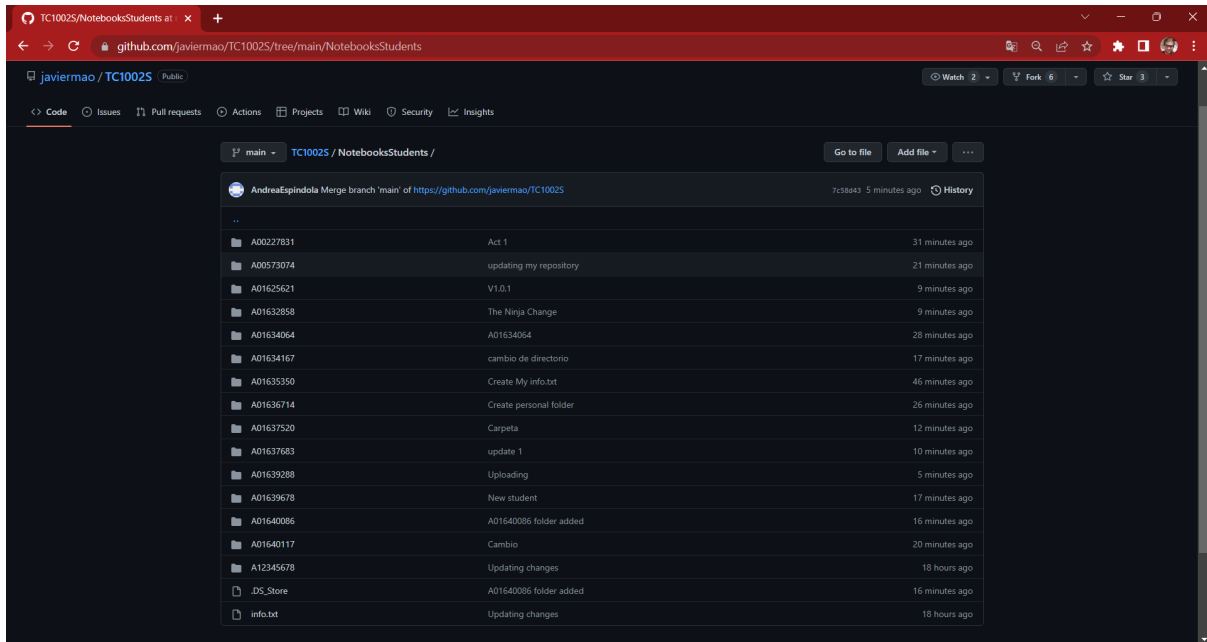 TC1002S/NotebooksStudents at
github.com/javiermao/TC1002S/tree/main/NotebooksStudents
javiermao / TC1002S Public
Watch 2 Fork 6 Star 3
<> Code Issues Pull requests Actions Projects Wiki Security Insights
main TC1002S / NotebooksStudents / Go to file Add file ...
AndreaEspindola Merge branch 'main' of https://github.com/javiermao/TC1002S 7c58d43 5 minutes ago History
..
A00227831 Act 1 31 minutes ago
A00573074 updating my repository 21 minutes ago
A01625621 V1.0.1 9 minutes ago
A01632858 The Ninja Change 9 minutes ago
A01634064 A01634064 28 minutes ago
A01634167 cambio de directorio 17 minutes ago
A01635350 Create My info.txt 46 minutes ago
A01636714 Create personal folder 26 minutes ago
A01637520 Carpeta 12 minutes ago
A01637683 update 1 10 minutes ago
A01639288 Uploading 5 minutes ago
A01639678 New student 17 minutes ago
A01640086 A01640086 folder added 16 minutes ago
A01640117 Cambio 20 minutes ago
A12345678 Updating changes 18 hours ago
.DS_Store A01640086 folder added 16 minutes ago
info.txt Updating changes 18 hours ago